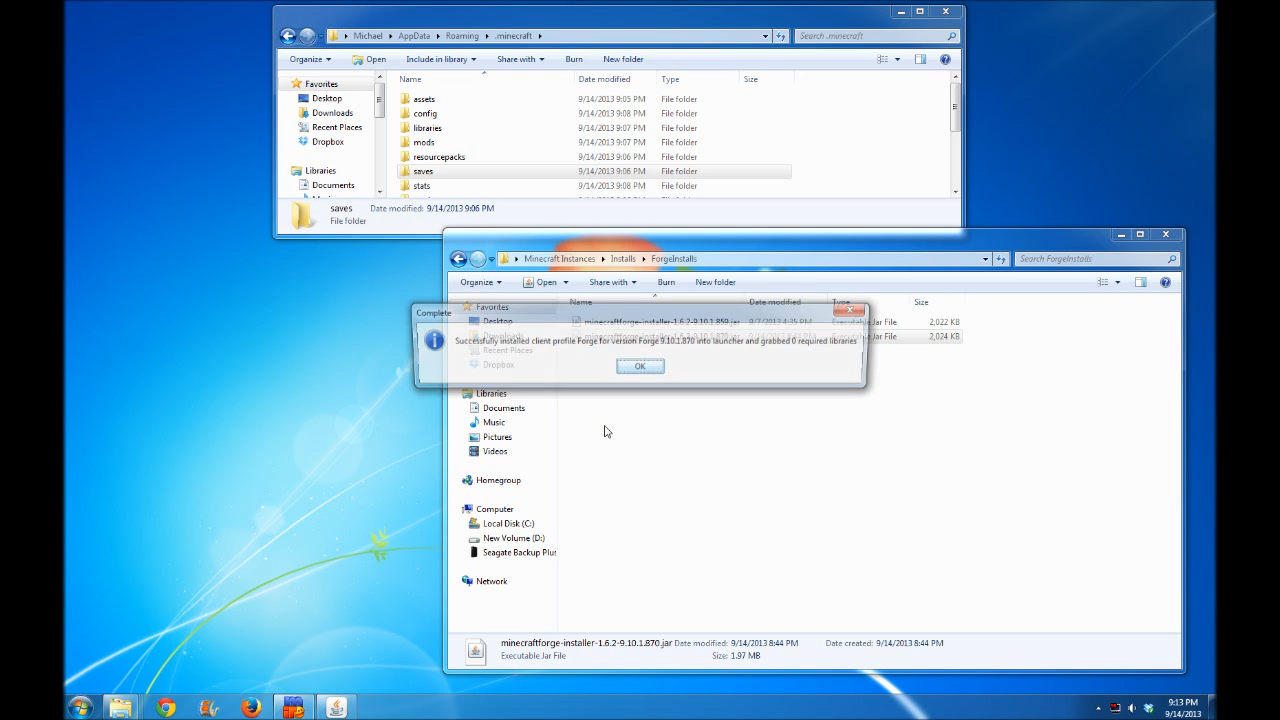 Michael AppData Roaming .minecraft
Search .minecraft
Organize Open Include in library Share with Burn New folder
Favorites
Desktop
Downloads
Recent Places
Dropbox
Libraries
Documents
Name Date modified Type Size
assets 9/14/2013 9:05 PM File folder
config 9/14/2013 9:08 PM File folder
libraries 9/14/2013 9:07 PM File folder
mods 9/14/2013 9:07 PM File folder
resourcepacks 9/14/2013 9:06 PM File folder
saves 9/14/2013 9:06 PM File folder
stats 9/14/2013 9:08 PM File folder
saves Date modified: 9/14/2013 9:06 PM
File folder
Minecraft Instances Installs ForgeInstalls
Search ForgeInstalls
Organize Open Share with Burn New folder
Name Date modified Type Size
minecraftforge-installer-1.6.2-9.10.1.859.jar 9/7/2013 4:35 PM Executable Jar File 2,022 KB
Executable Jar File 2,024 KB
Complete
Successfully installed client profile Forge for version Forge 9.10.1.870 into launcher and grabbed 0 required libraries
OK
Favorites
Desktop
Downloads
Recent Places
Dropbox
Libraries
Documents
Music
Pictures
Videos
Homegroup
Computer
Local Disk (C:)
New Volume (D:)
Seagate Backup Plus
Network
minecraftforge-installer-1.6.2-9.10.1.870.jar Date modified: 9/14/2013 8:44 PM Date created: 9/14/2013 8:44 PM
Executable Jar File Size: 1.97 MB
9:13 PM
9/14/2013